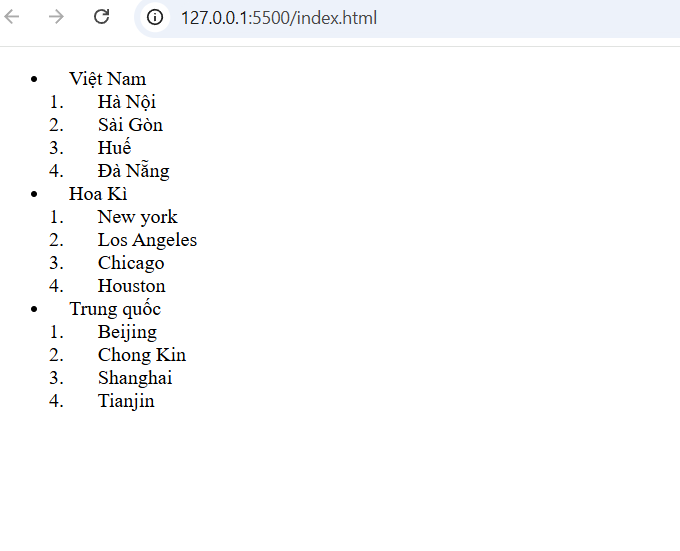 127.0.0.1:5500/index.html
• Việt Nam
1. Hà Nội
2. Sài Gòn
3. Huế
4. Đà Nẵng
• Hoa Kì
1. New york
2. Los Angeles
3. Chicago
4. Houston
• Trung quốc
1. Beijing
2. Chong Kin
3. Shanghai
4. Tianjin